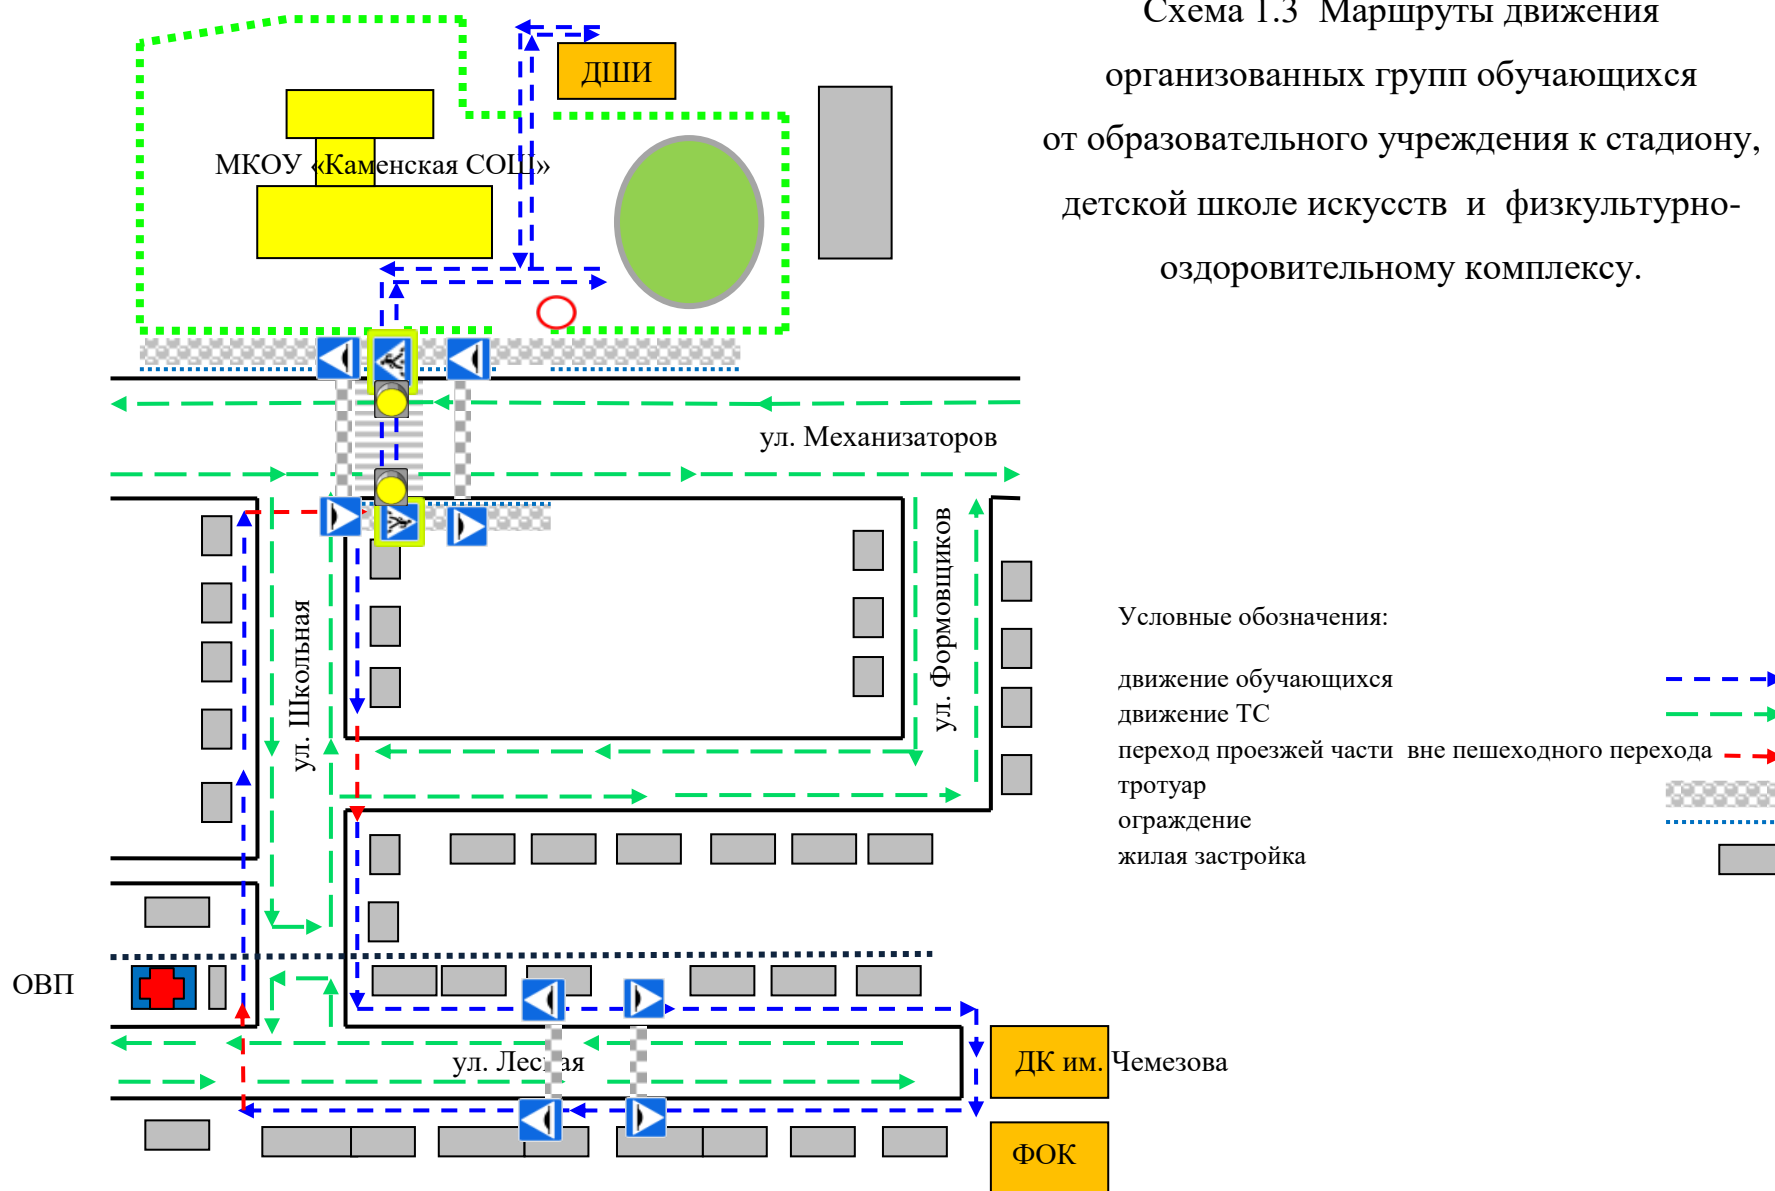 Схема 1.3 Маршруты движения
организованных групп обучающихся
от образовательного учреждения к стадиону,
детской школе искусств и физкультурно-
оздоровительному комплексу.
ДШИ
МКОУ «Каменская СОШ»
ул. Механизаторов
ул. Школьная
ул. Формовщиков
Условные обозначения:
движение обучающихся
движение ТС
переход проезжей части вне пешеходного перехода
тротуар
ограждение
жилая застройка
ОВП
ул. Лесная
ДК им. Чемезова
ФОК